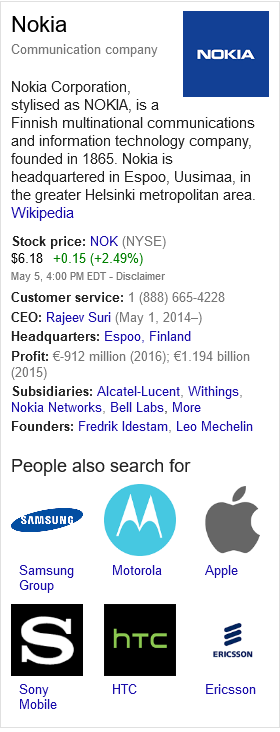 Nokia
NOKIA
Communication company
Nokia Corporation,
stylised as NOKIA, is a
Finnish multinational communications
and information technology company,
founded in 1865. Nokia is
headquartered in Espoo, Uusimaa, in
the greater Helsinki metropolitan area.
Wikipedia
Stock price: NOK (NYSE)
$6.18 +0.15 (+2.49%)
May 5, 4:00 PM EDT - Disclaimer
Customer service: 1 (888) 665-4228
CEO: Rajeev Suri (May 1, 2014–)
Headquarters: Espoo, Finland
Profit: €-912 million (2016); €1.194 billion
(2015)
Subsidiaries: Alcatel-Lucent, Withings,
Nokia Networks, Bell Labs, More
Founders: Fredrik Idestam, Leo Mechelin
People also search for
SAMSUNG
Samsung
Group
Motorola
Apple
S
hTC
ERICSSON
Sony
Mobile
HTC
Ericsson